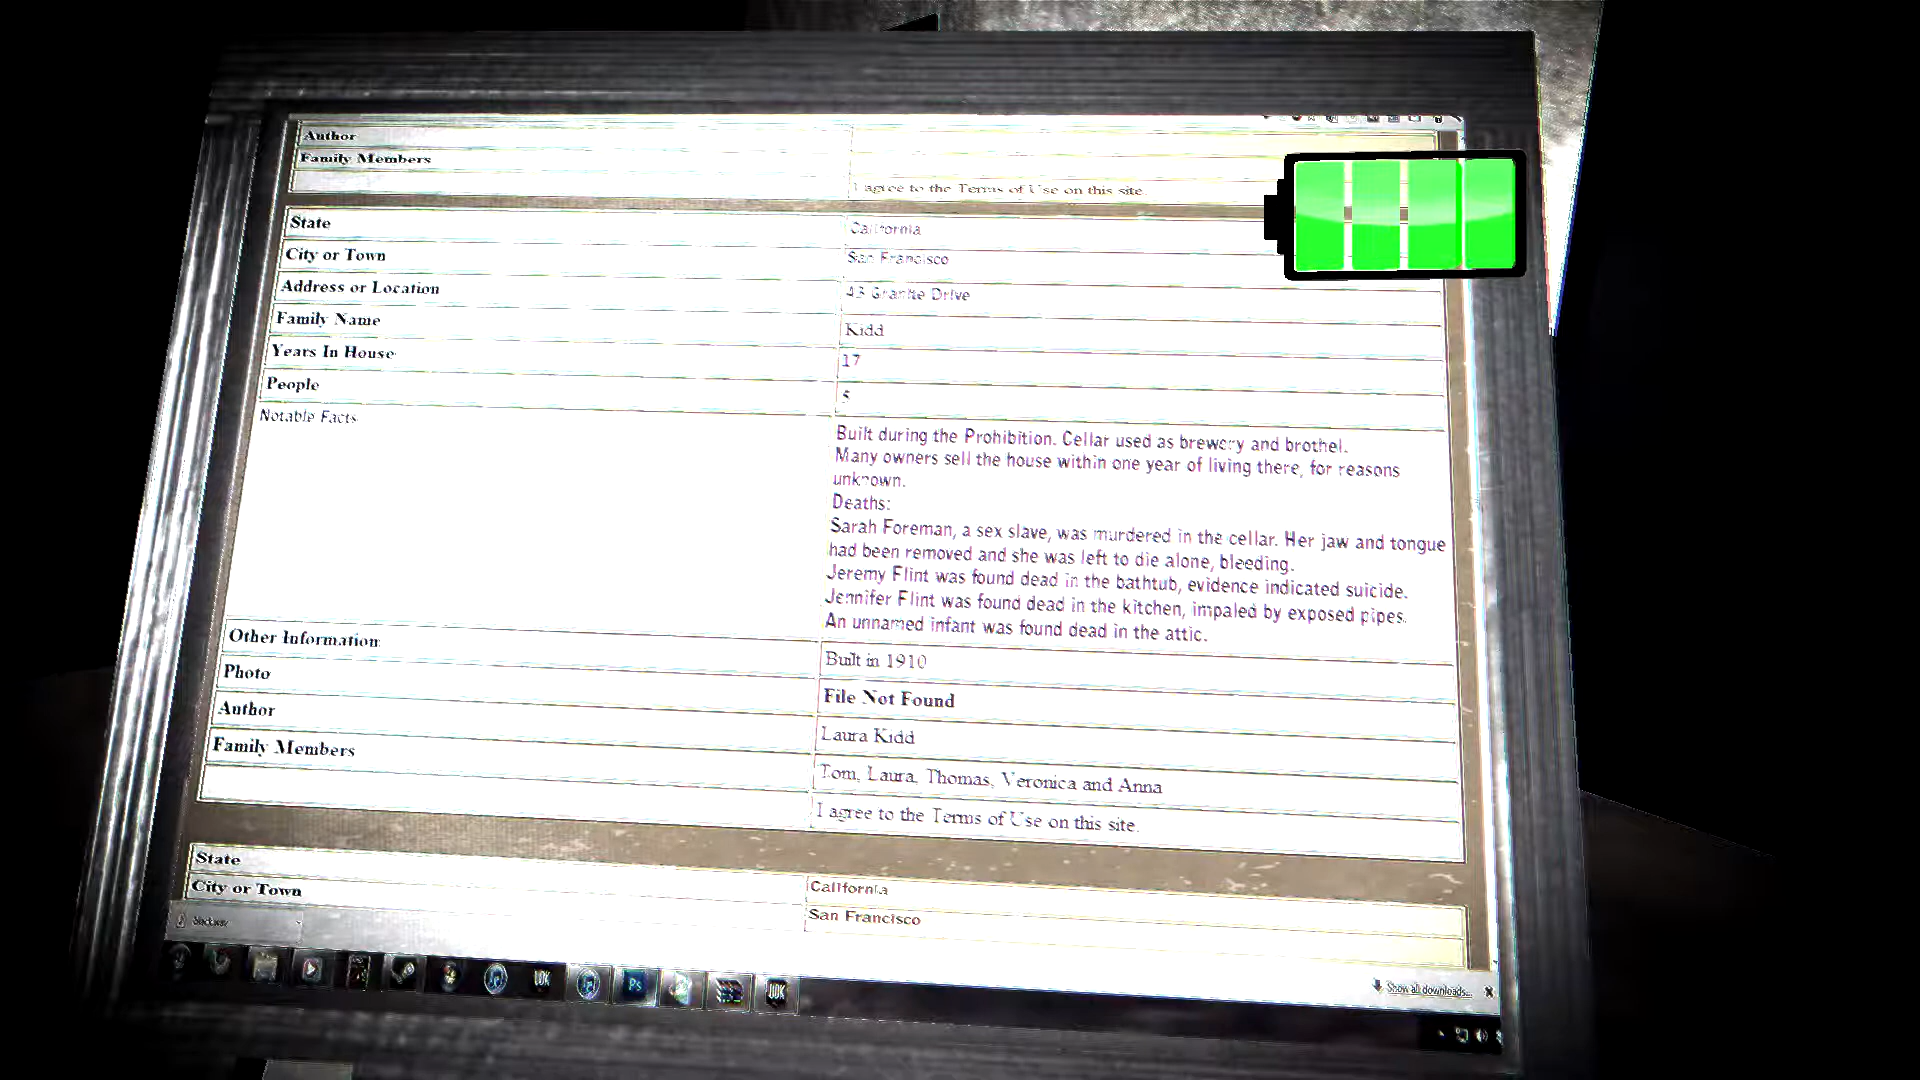 Author
Family Members
I agree to the Terms of Use on this site.
State
California
City or Town
San Francisco
Address or Location
43 Granite Drive
Family Name
Kidd
Years In House
17
People
5
Notable Facts
Built during the Prohibition. Cellar used as brewery and brothel.
Many owners sell the house within one year of living there, for reasons
unknown.
Deaths:
Sarah Foreman, a sex slave, was murdered in the cellar. Her jaw and tongue
had been removed and she was left to die alone, bleeding.
Jeremy Flint was found dead in the bathtub, evidence indicated suicide.
Jennifer Flint was found dead in the kitchen, impaled by exposed pipes.
An unnamed infant was found dead in the attic.
Other Information
Built in 1910
Photo
File Not Found
Author
Laura Kidd
Family Members
Tom, Laura, Thomas, Veronica and Anna
I agree to the Terms of Use on this site.
State
California
City or Town
San Francisco
UDK
Ps
UDK
Show all downloads...